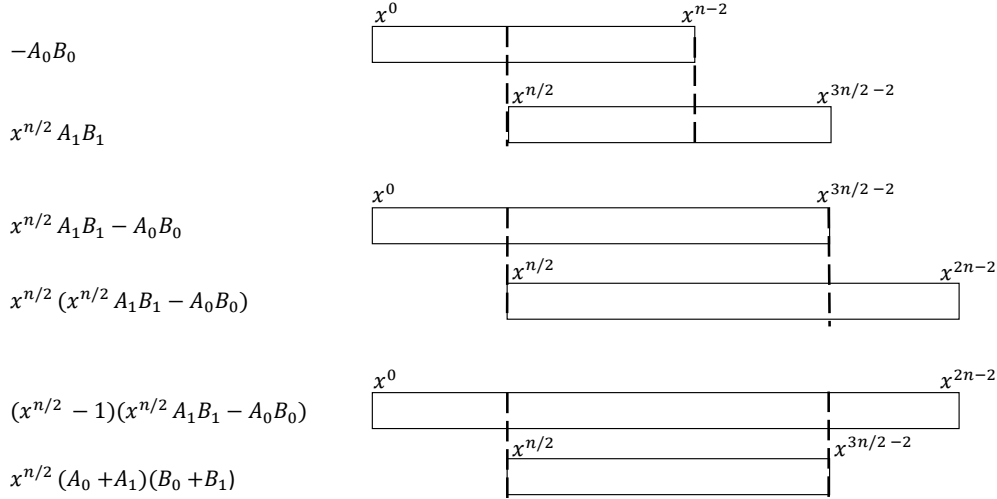 x^0 x^{n-2}
-A_0B_0
x^{n/2} x^{3n/2-2}
x^{n/2} A_1B_1
x^0 x^{3n/2-2}
x^{n/2} A_1B_1 - A_0B_0
x^{n/2} x^{2n-2}
x^{n/2} (x^{n/2} A_1B_1 - A_0B_0)
x^0 x^{2n-2}
(x^{n/2} - 1)(x^{n/2} A_1B_1 - A_0B_0)
x^{n/2} x^{3n/2-2}
x^{n/2} (A_0 + A_1)(B_0 + B_1)